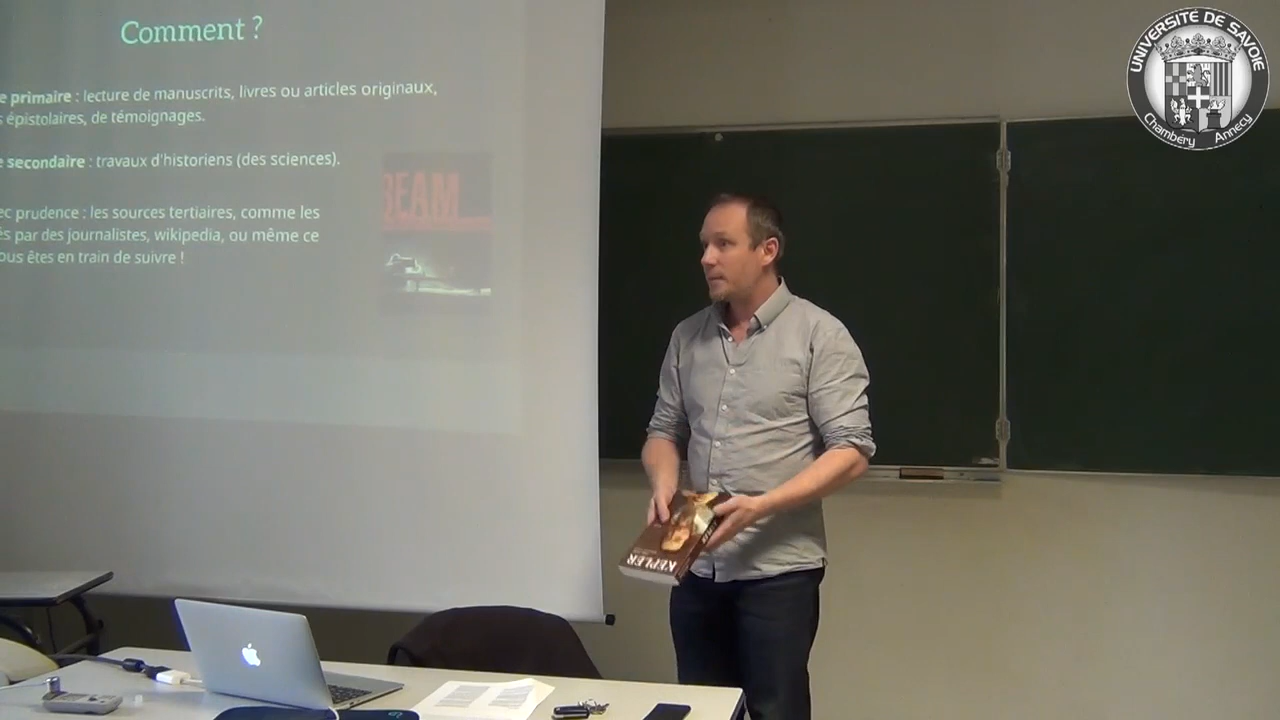 Comment ?
e primaire : lecture de manuscrits, livres ou articles originaux,
s épistolaires, de témoignages.
e secondaire : travaux d'historiens (des sciences).
ec prudence : les sources tertiaires, comme les
és par des journalistes, wikipedia, ou même ce
ous êtes en train de suivre !
BEAM
KEPLER
UNIVERSITÉ DE SAVOIE
Chambéry Annecy